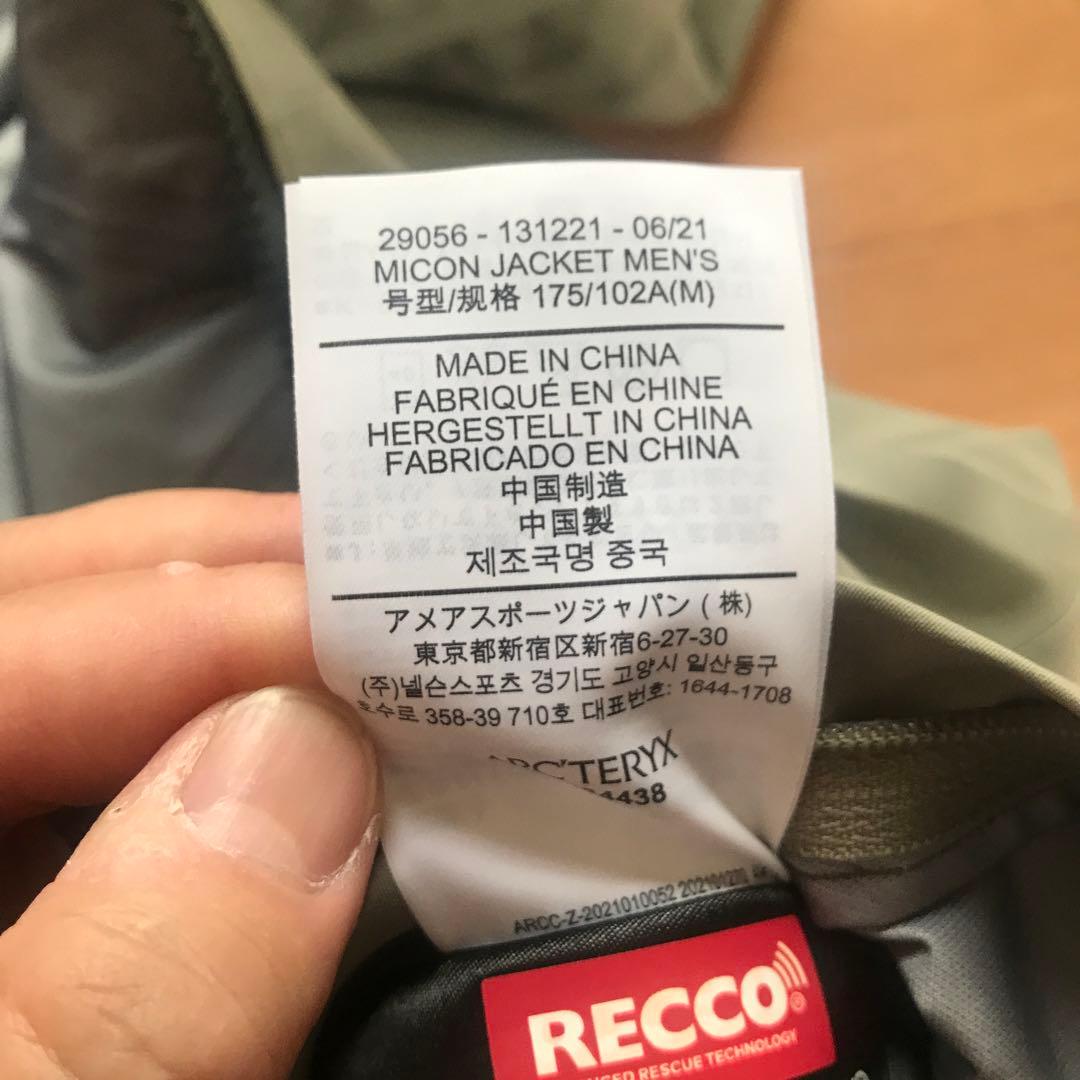 29056 - 131221 - 06/21
MICON JACKET MEN'S
号型/规格 175/102A(M)
MADE IN CHINA
FABRIQUÉ EN CHINE
HERGESTELLT IN CHINA
FABRICADO EN CHINA
中国制造
中国製
제조국명 중국
アメアスポーツジャパン ( 株)
東京都新宿区新宿6-27-30
(주)넬슨스포츠 경기도 고양시 일산동구
호수로 358-39 710호 대표번호: 1644-1708
ARC'TERYX
ARCC-Z-2021010052
RECCO®
RESCUE TECHNOLOGY